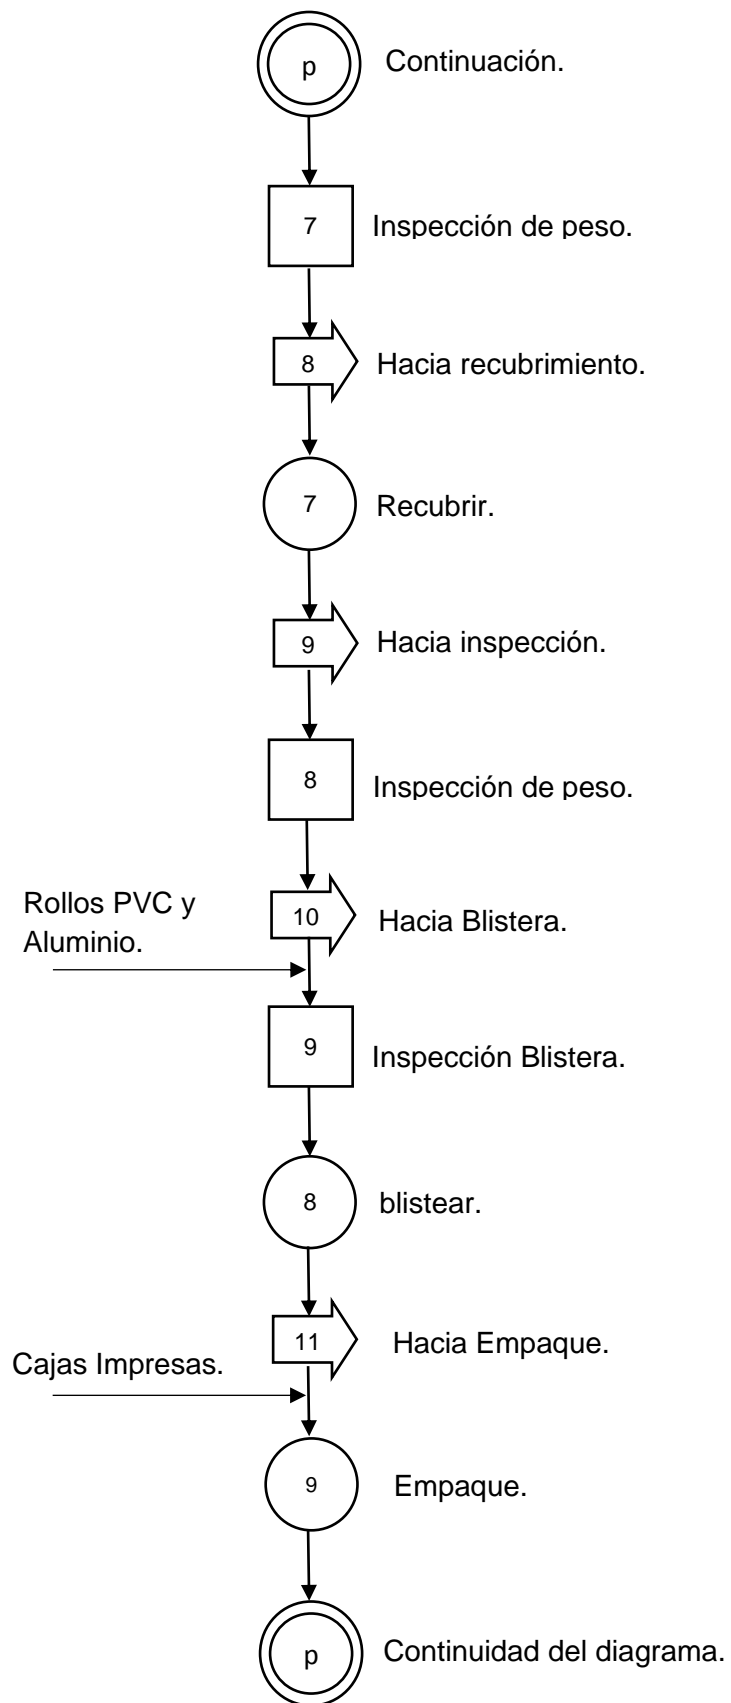 p
Continuación.
7
Inspección de peso.
8
Hacia recubrimiento.
7
Recubrir.
9
Hacia inspección.
8
Inspección de peso.
Rollos PVC y
Aluminio.
10
Hacia Blistera.
9
Inspección Blistera.
8
blistear.
11
Hacia Empaque.
Cajas Impresas.
9
Empaque.
p
Continuidad del diagrama.